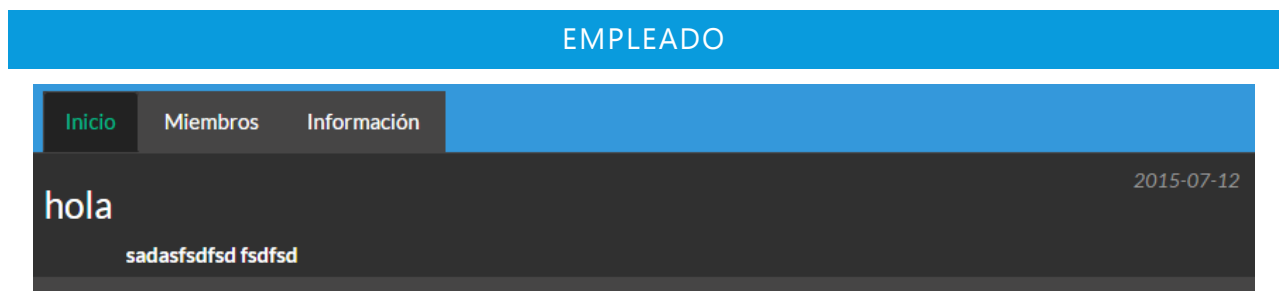 EMPLEADO
Inicio Miembros Información
2015-07-12
hola
sadasfsdfsd fsdfsd